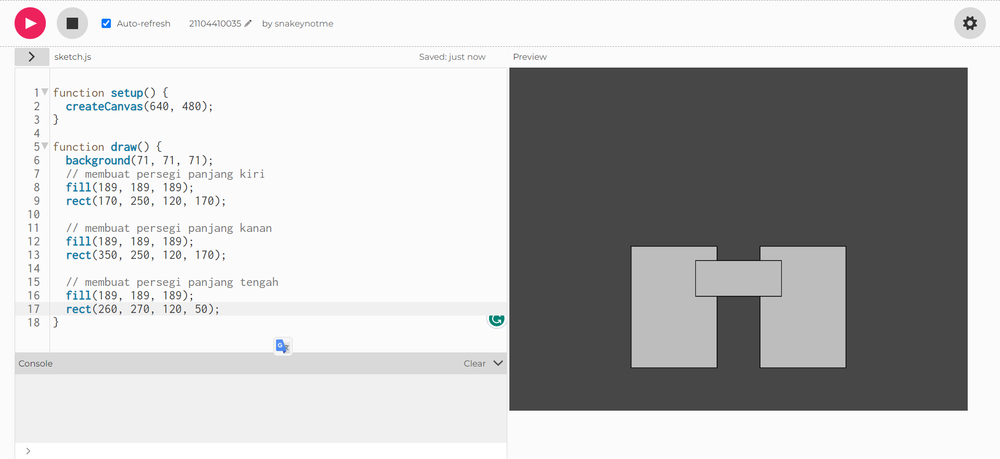 Auto-refresh 21104410035 by snakeynotme
sketch.js Saved: just now Preview
1 function setup() {
2 createCanvas(640, 480);
3 }
4
5 function draw() {
6 background(71, 71, 71);
7 // membuat persegi panjang kiri
8 fill(189, 189, 189);
9 rect(170, 250, 120, 170);
10
11 // membuat persegi panjang kanan
12 fill(189, 189, 189);
13 rect(350, 250, 120, 170);
14
15 // membuat persegi panjang tengah
16 fill(189, 189, 189);
17 rect(260, 270, 120, 50);
18 }
Console Clear
>